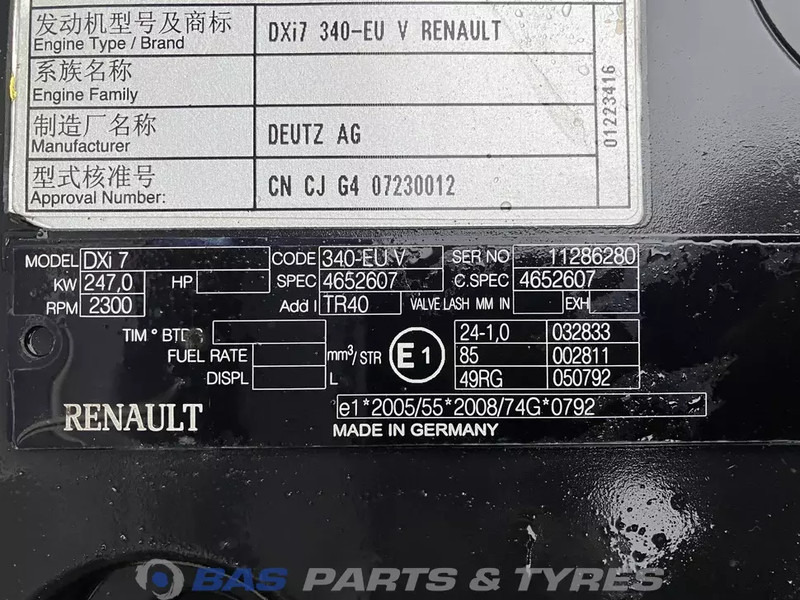 发动机型号及商标
Engine Type / Brand
DXi7 340-EU V RENAULT
系族名称
Engine Family
制造厂名称
Manufacturer
DEUTZ AG
型式核准号
Approval Number:
CN CJ G4 07230012
01223416
MODEL DXi 7 CODE 340-EU V SER NO 11286280
KW 247,0 HP SPEC 4652607 C.SPEC 4652607
RPM 2300 Add I TR40 VALVE LASH MM IN EXH
TIM ° BTDC
FUEL RATE mm³/STR
DISPL L
E1
24-1,0 032833
85 002811
49RG 050792
RENAULT
e1*2005/55*2008/74G*0792
MADE IN GERMANY
BAS PARTS & TYRES